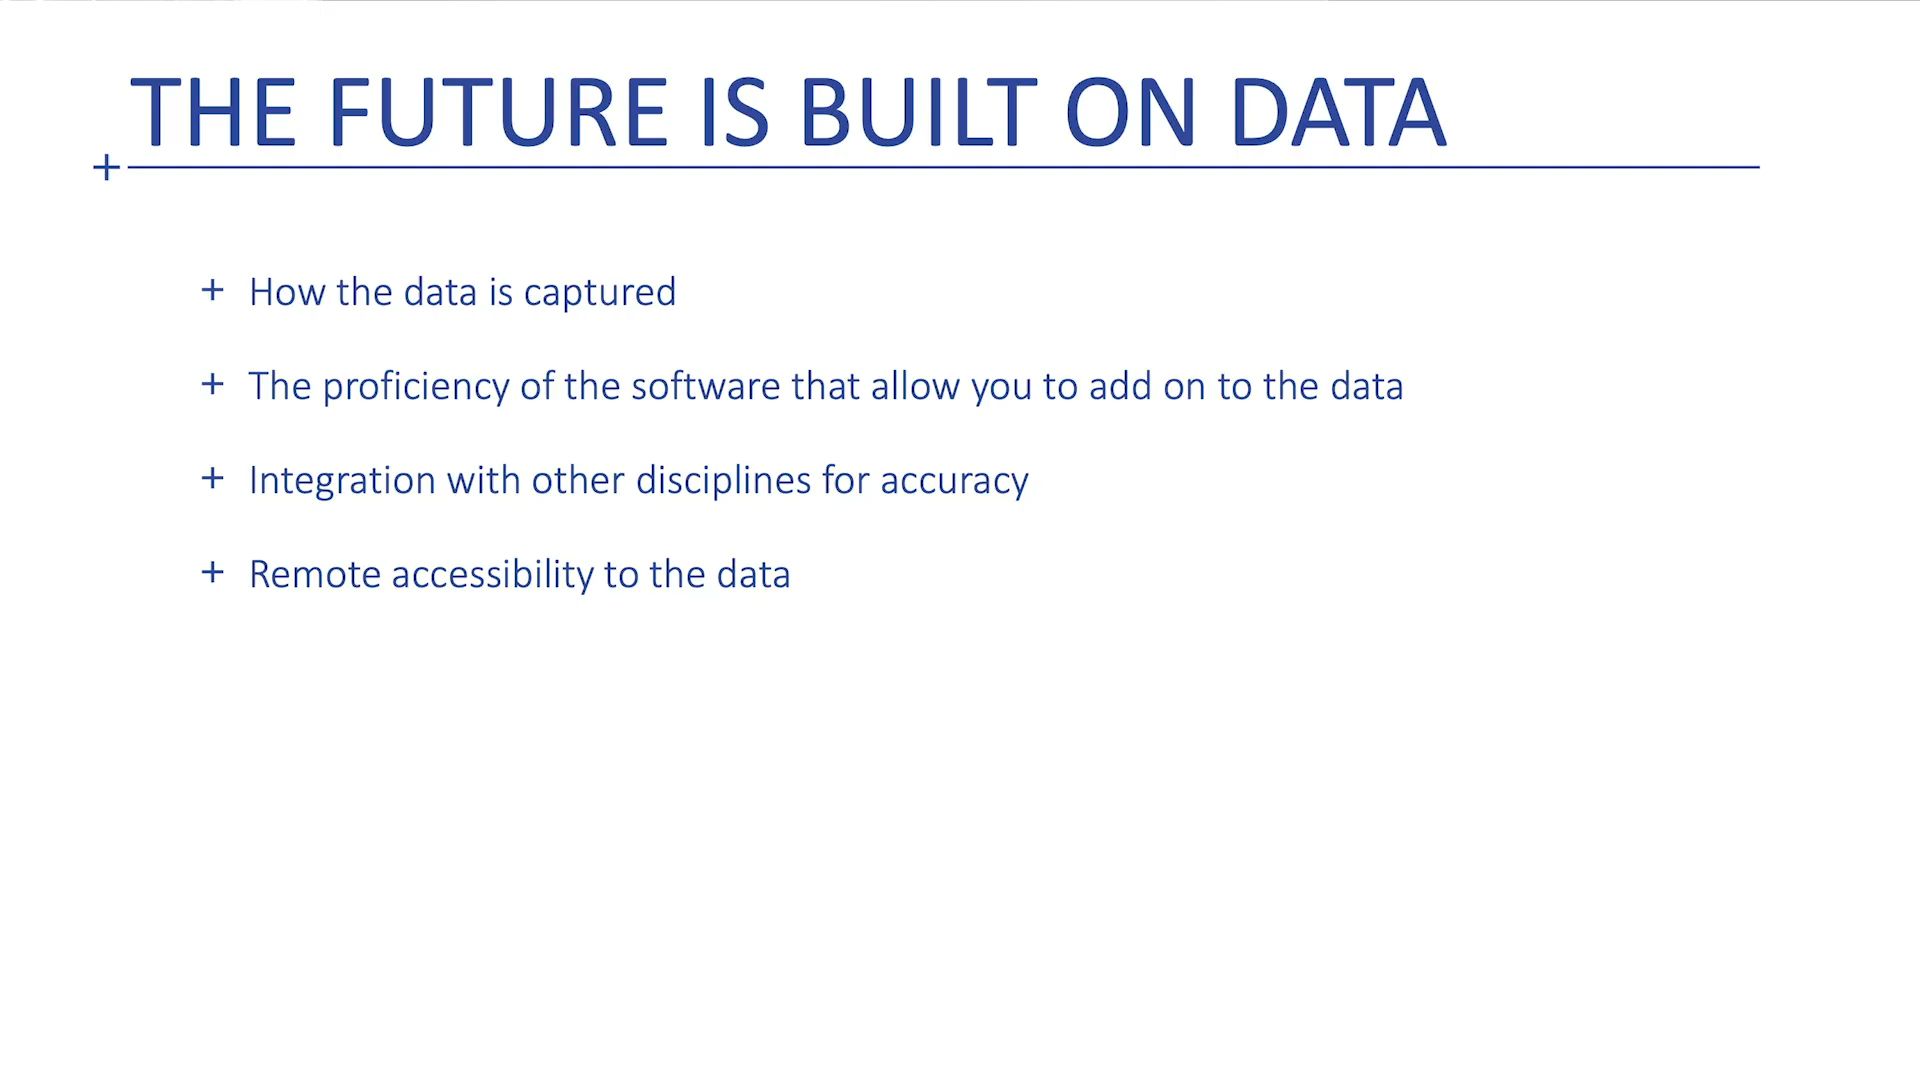 THE FUTURE IS BUILT ON DATA
+ How the data is captured
+ The proficiency of the software that allow you to add on to the data
+ Integration with other disciplines for accuracy
+ Remote accessibility to the data